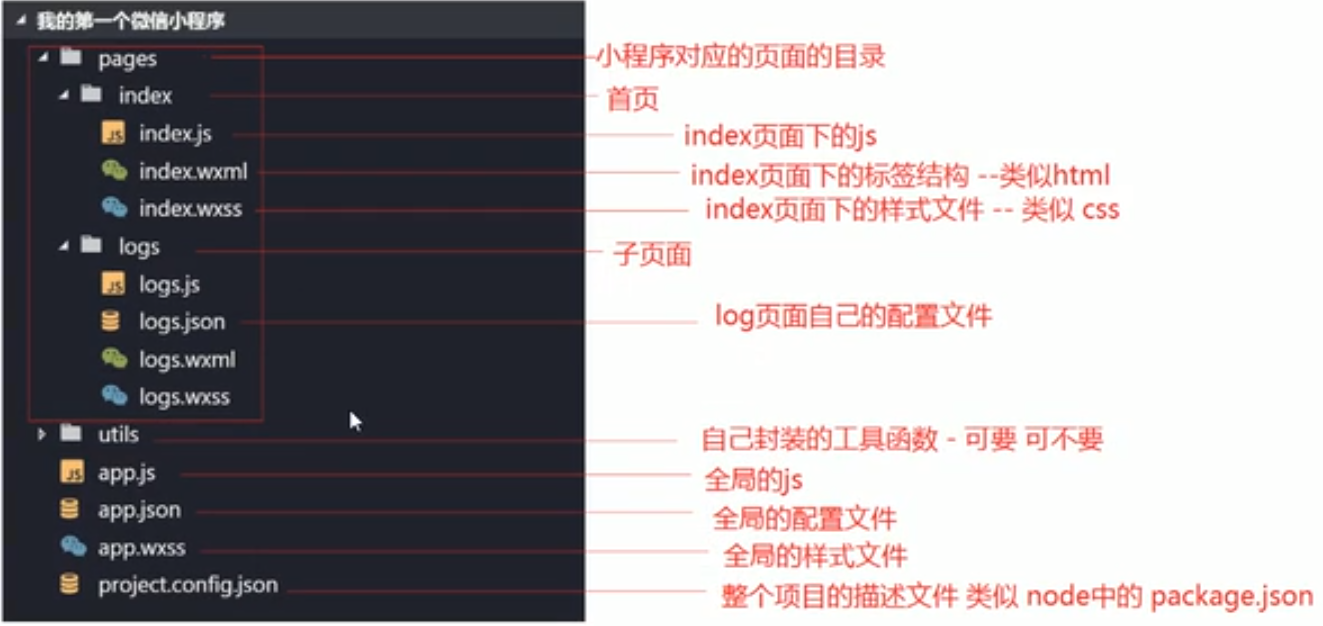 我的第一个微信小程序
pages 小程序对应的页面的目录
index 首页
index.js index页面下的js
index.wxml index页面下的标签结构 --类似html
index.wxss index页面下的样式文件 -- 类似 css
logs 子页面
logs.js
logs.json log页面自己的配置文件
logs.wxml
logs.wxss
utils 自己封装的工具函数 - 可要 可不要
app.js 全局的js
app.json 全局的配置文件
app.wxss 全局的样式文件
project.config.json 整个项目的描述文件 类似 node中的 package.json